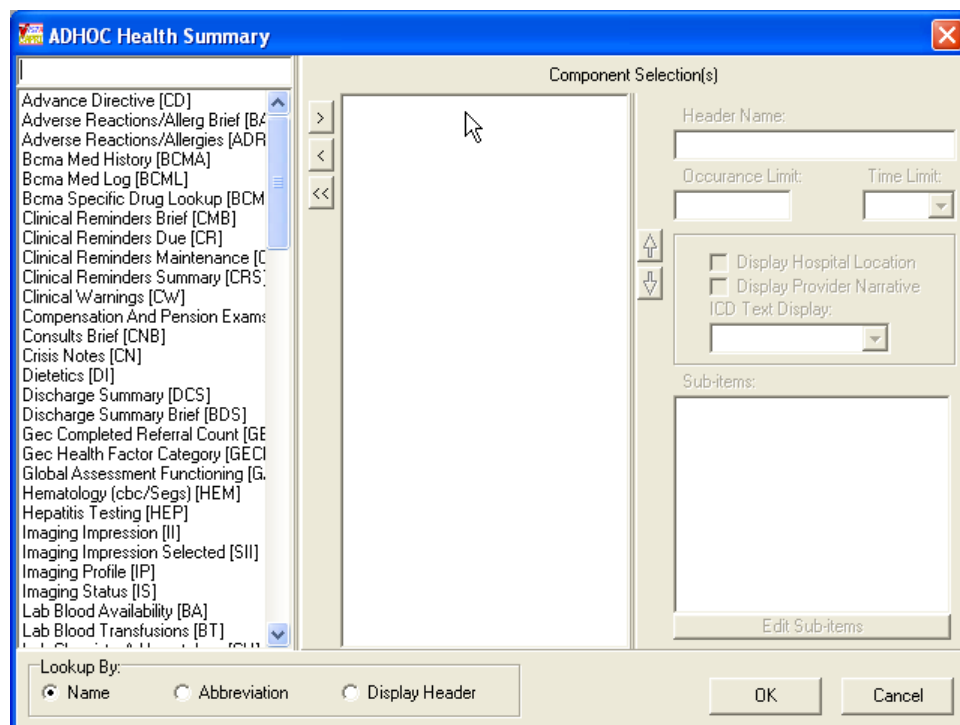 ADHOC Health Summary
Component Selection(s)
Advance Directive [CD]
Adverse Reactions/Allerg Brief [BA
Adverse Reactions/Allergies [ADR
Bcma Med History [BCMA]
Bcma Med Log [BCML]
Bcma Specific Drug Lookup [BCM
Clinical Reminders Brief [CMB]
Clinical Reminders Due [CR]
Clinical Reminders Maintenance [C
Clinical Reminders Summary [CRS]
Clinical Warnings [CW]
Compensation And Pension Exams
Consults Brief [CNB]
Crisis Notes [CN]
Dietetics [DI]
Discharge Summary [DCS]
Discharge Summary Brief [BDS]
Gec Completed Referral Count [GE
Gec Health Factor Category [GECI
Global Assessment Functioning [G
Hematology (cbc/Segs) [HEM]
Hepatitis Testing [HEP]
Imaging Impression [II]
Imaging Impression Selected [SII]
Imaging Profile [IP]
Imaging Status [IS]
Lab Blood Availability [BA]
Lab Blood Transfusions [BT]
>
<
<<
Header Name:
Occurance Limit: Time Limit:
Display Hospital Location
Display Provider Narrative
ICD Text Display:
Sub-items:
Edit Sub-items
Lookup By:
Name Abbreviation Display Header
OK Cancel